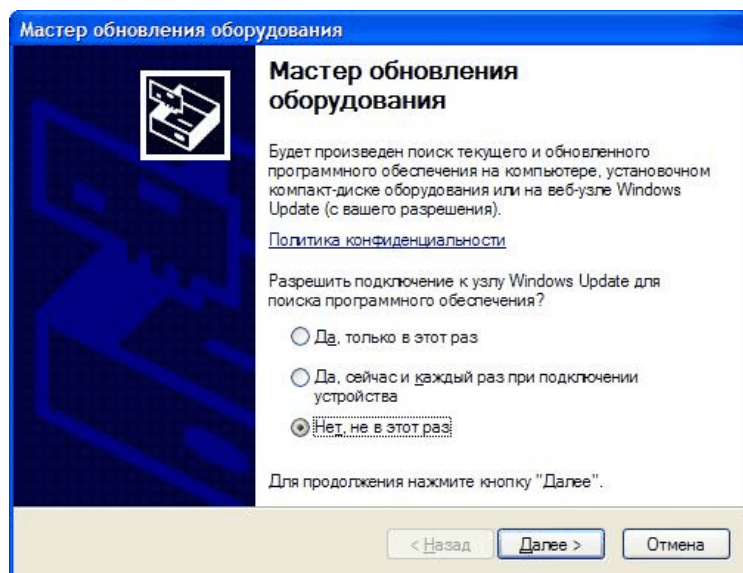 Мастер обновления оборудования
Мастер обновления
оборудования
Будет произведен поиск текущего и обновленного
программного обеспечения на компьютере, установочном
компакт-диске оборудования или на веб-узле Windows
Update (с вашего разрешения).
Политика конфиденциальности
Разрешить подключение к узлу Windows Update для
поиска программного обеспечения?
Да, только в этот раз
Да, сейчас и каждый раз при подключении
устройства
Нет, не в этот раз
Для продолжения нажмите кнопку "Далее".
< Назад Далее > Отмена